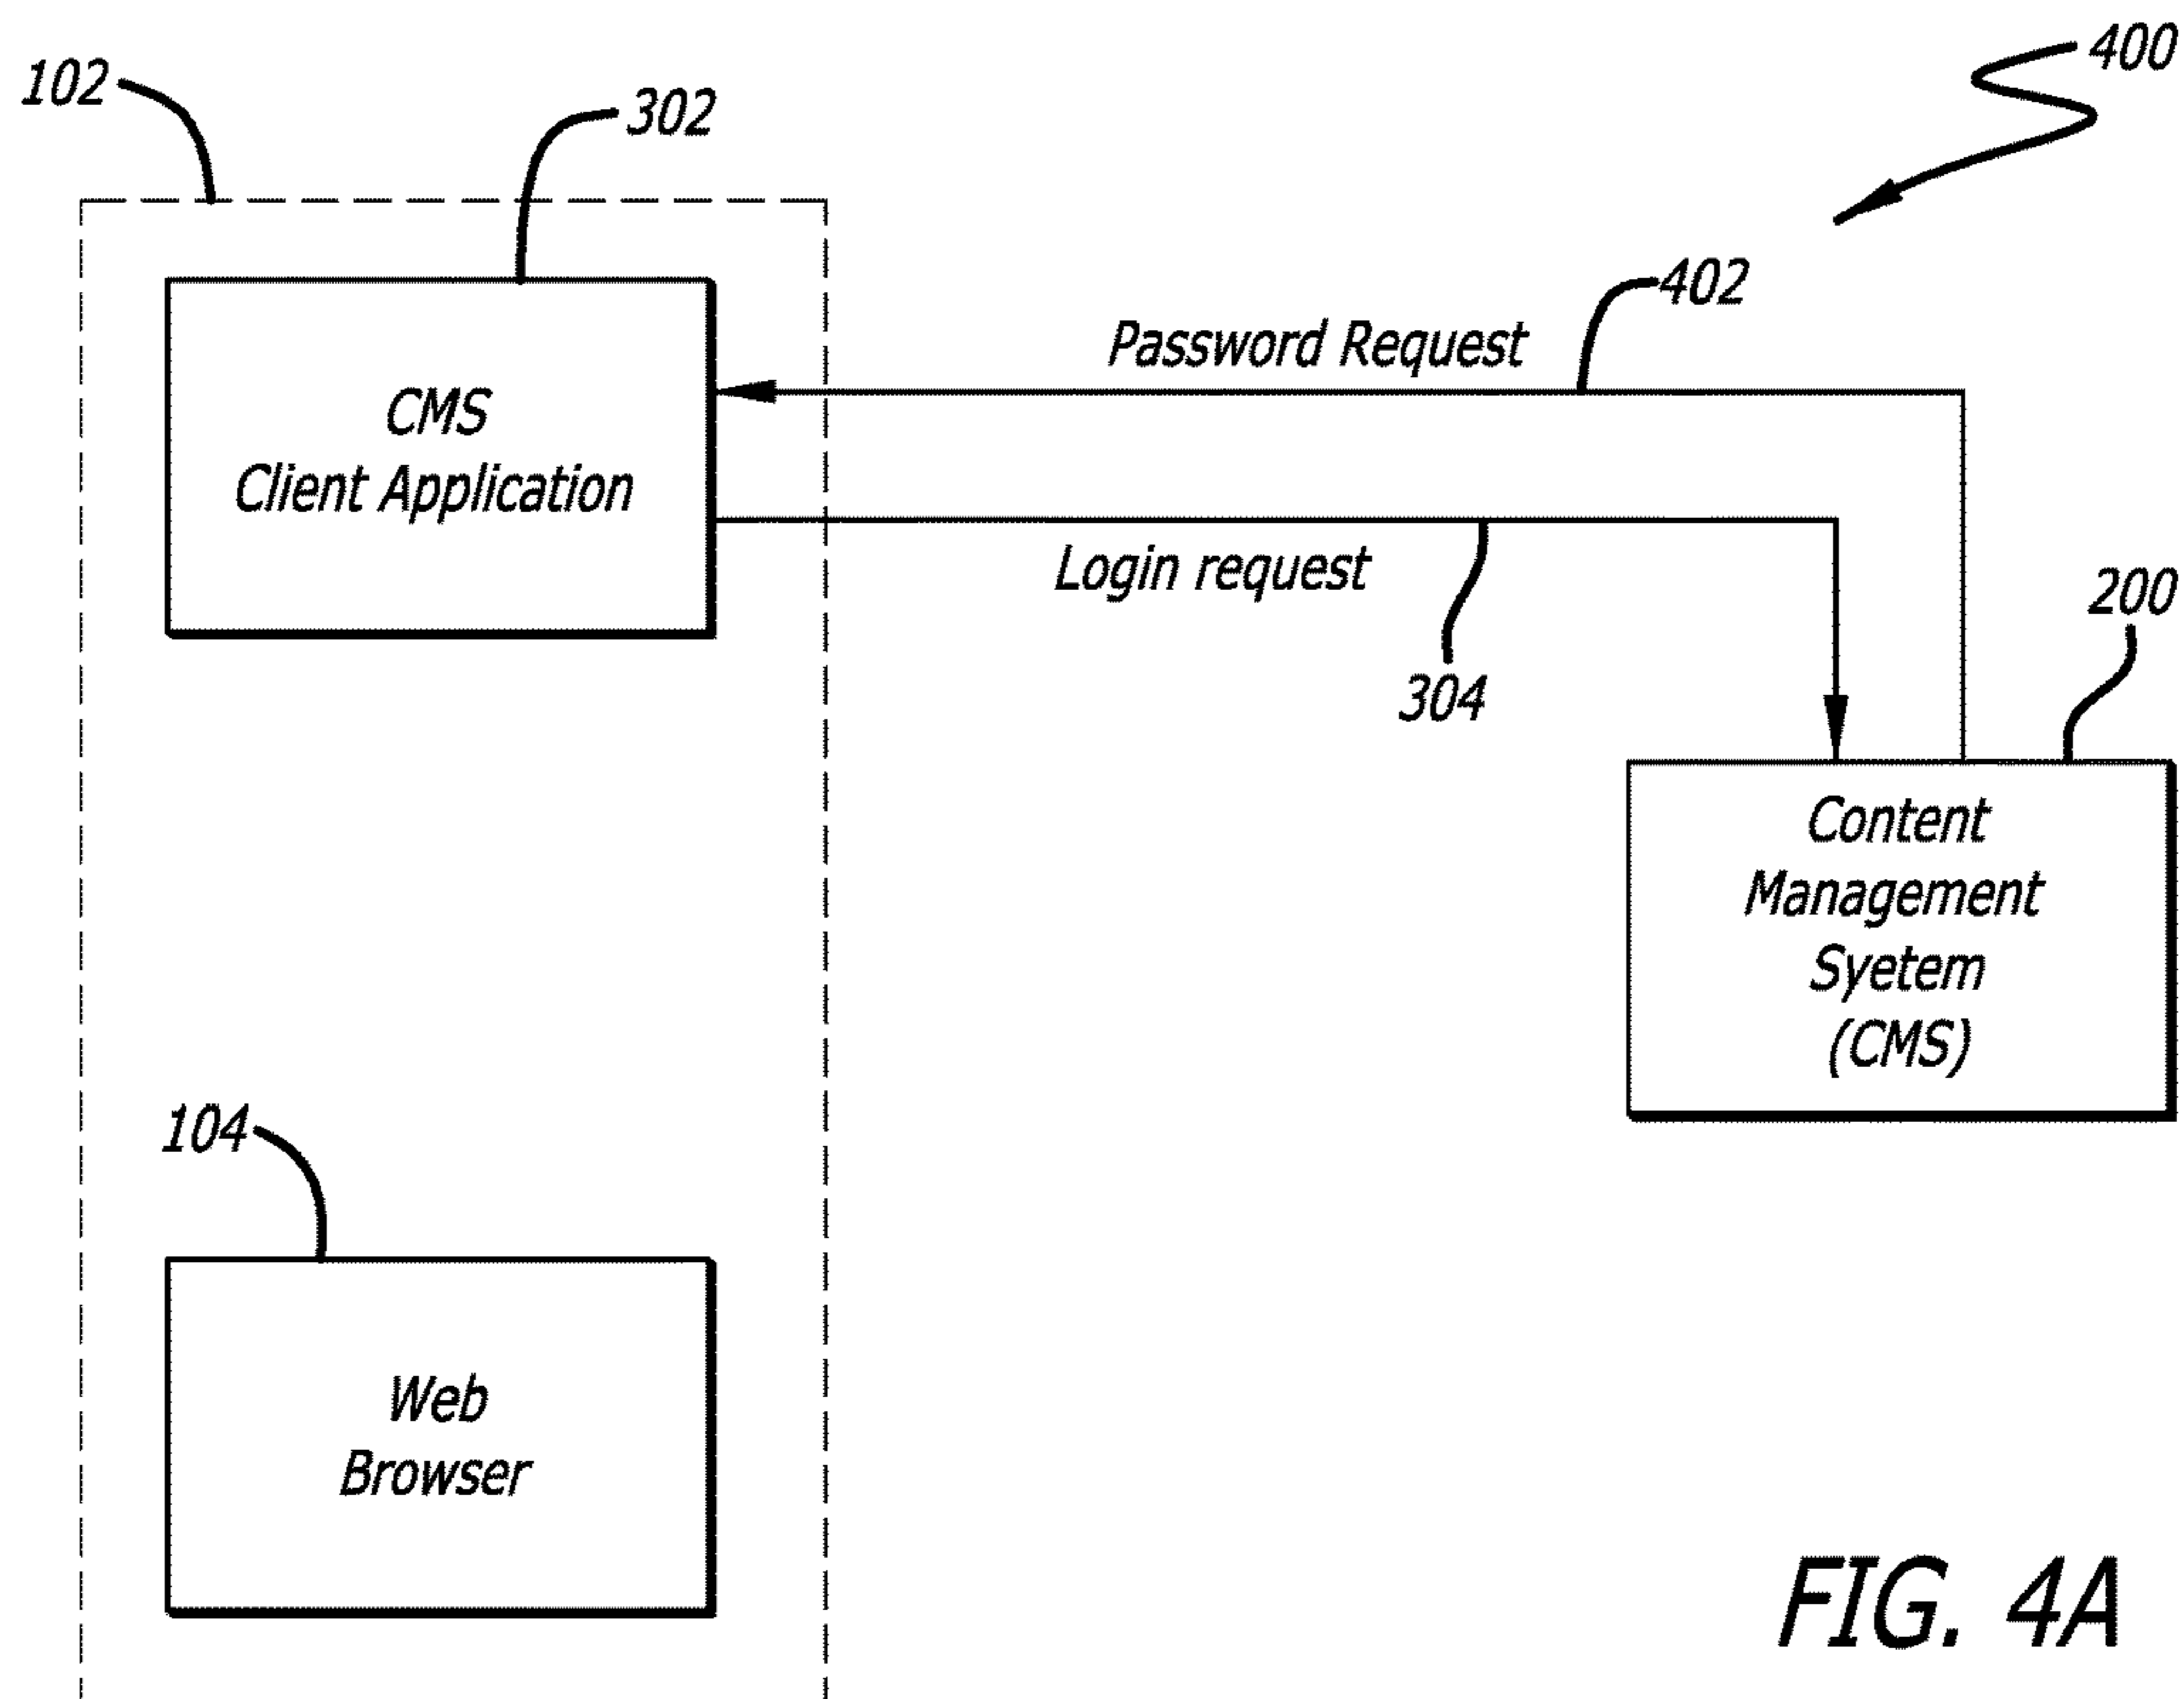 400
102
302
402
Password Request
CMS
Client Application
Login request
200
304
Content
Management
Syetem
(CMS)
104
Web
Browser
FIG. 4A